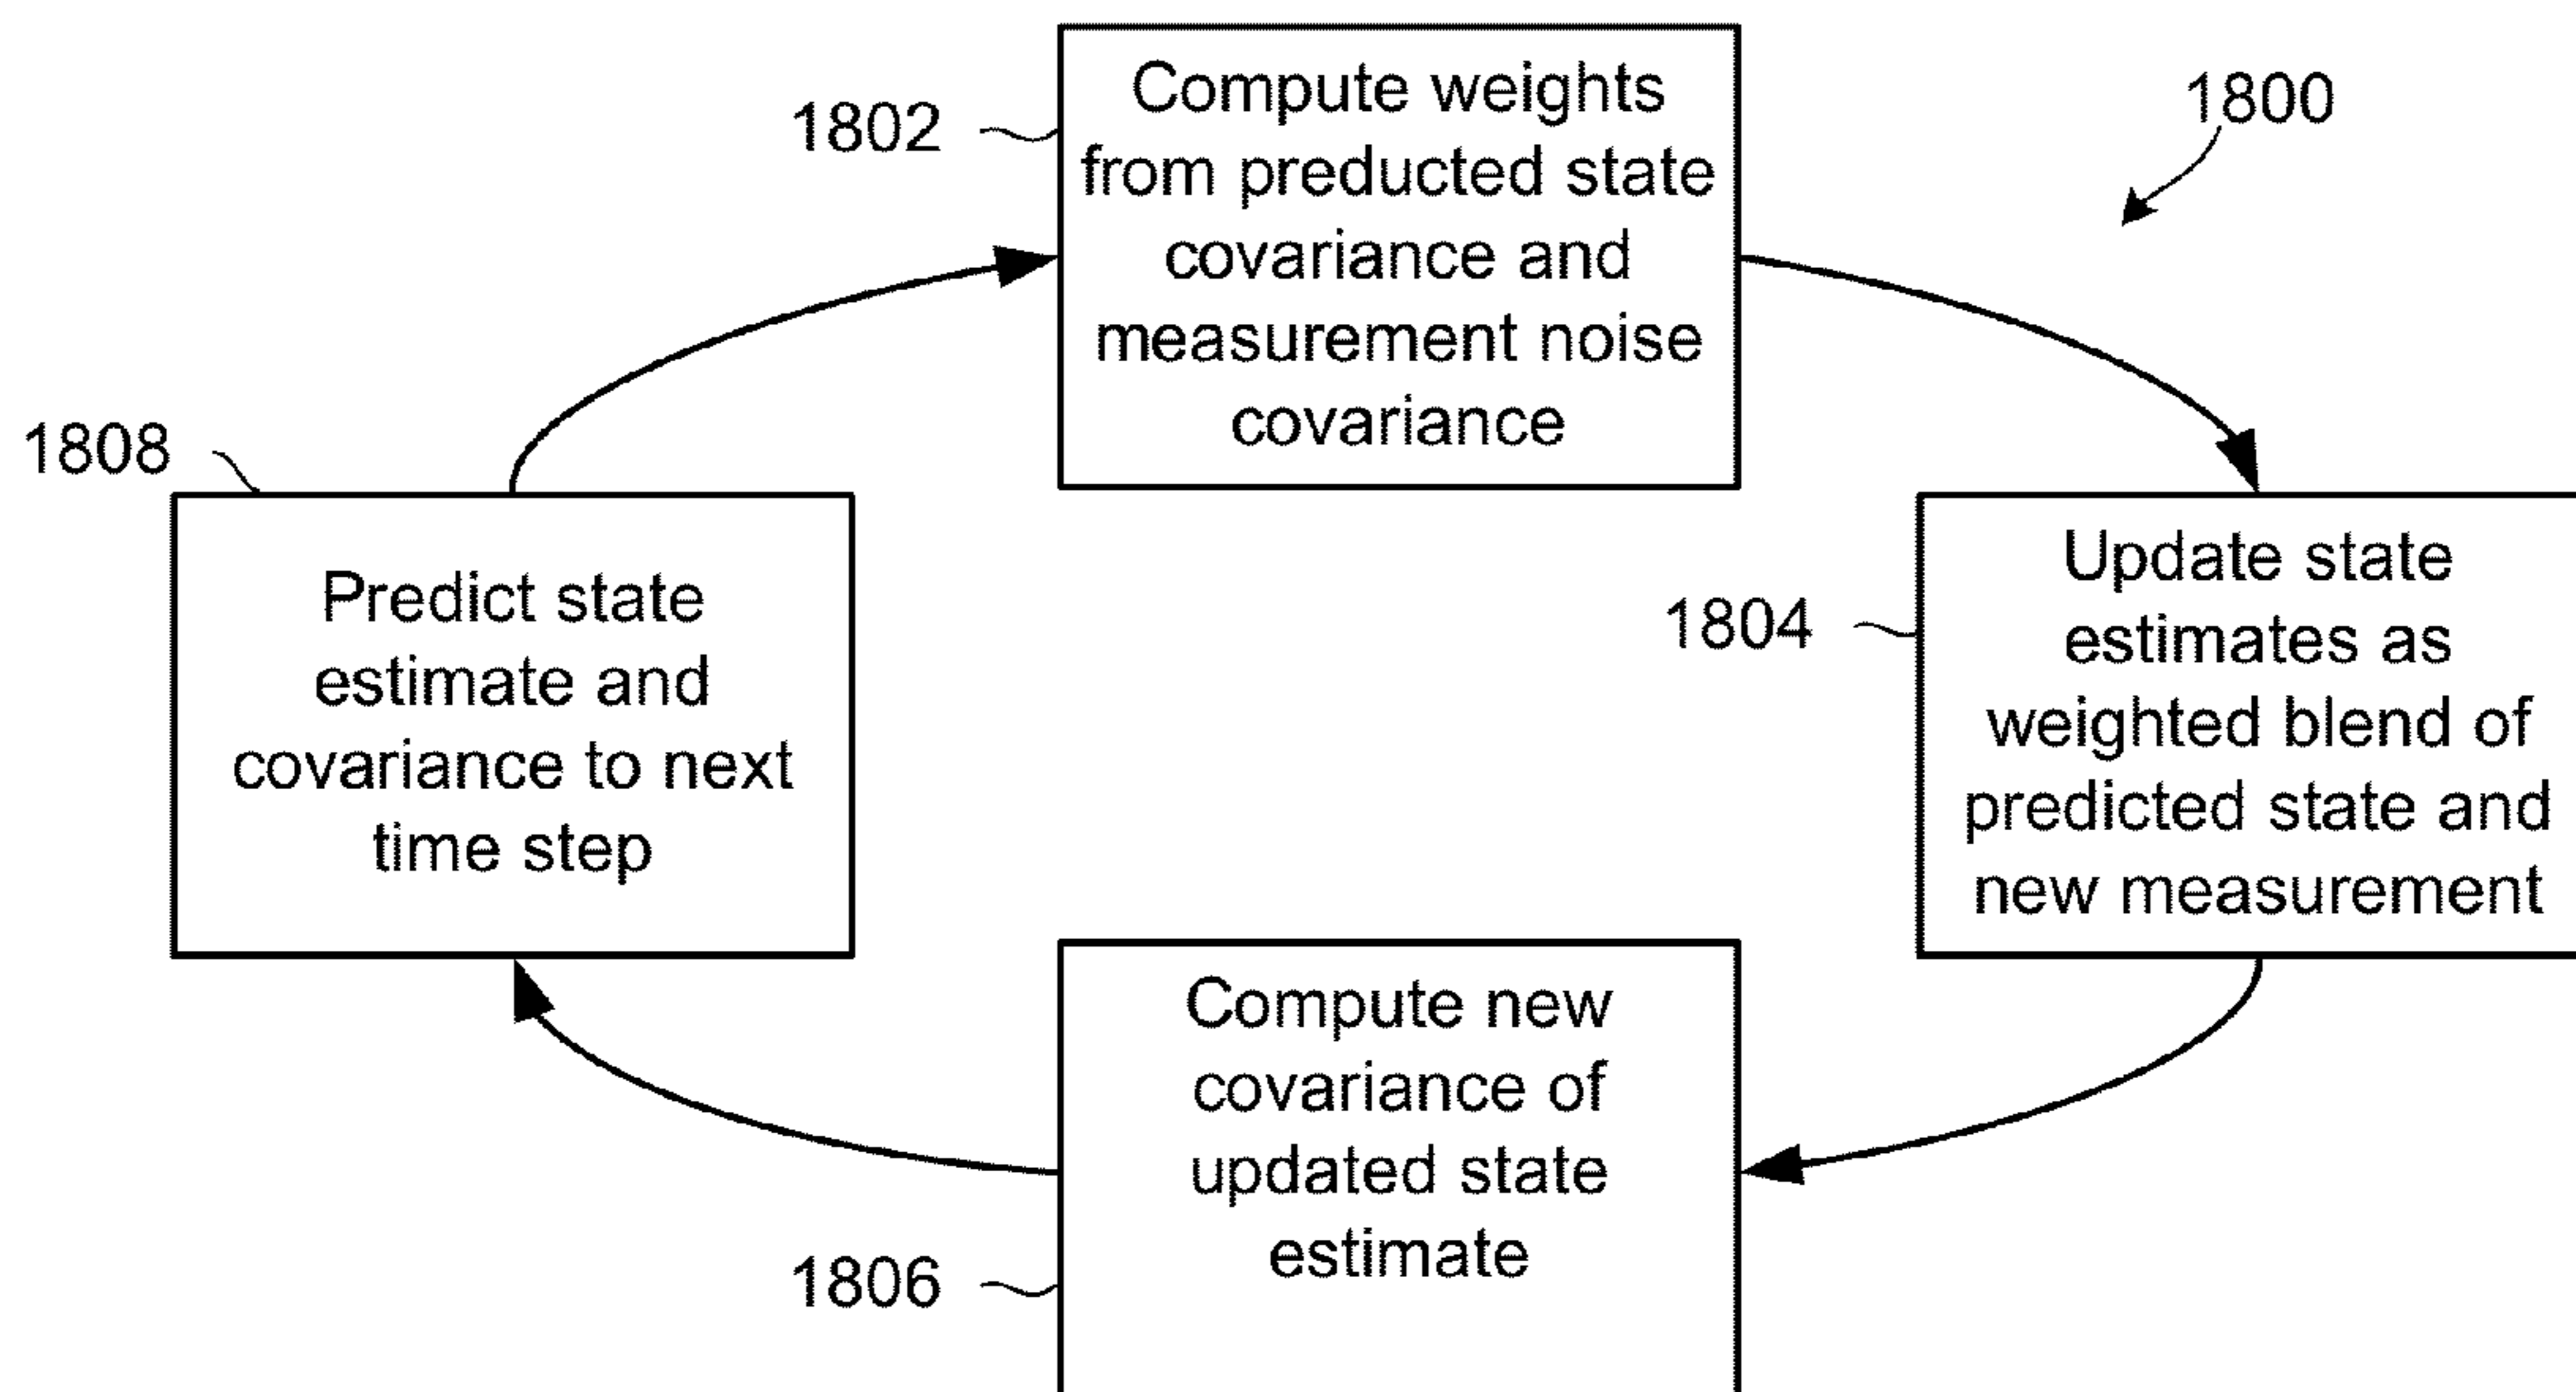 1800
1802
Compute weights
from preducted state
covariance and
measurement noise
covariance
1804
Update state
estimates as
weighted blend of
predicted state and
new measurement
1806
Compute new
covariance of
updated state
estimate
1808
Predict state
estimate and
covariance to next
time step